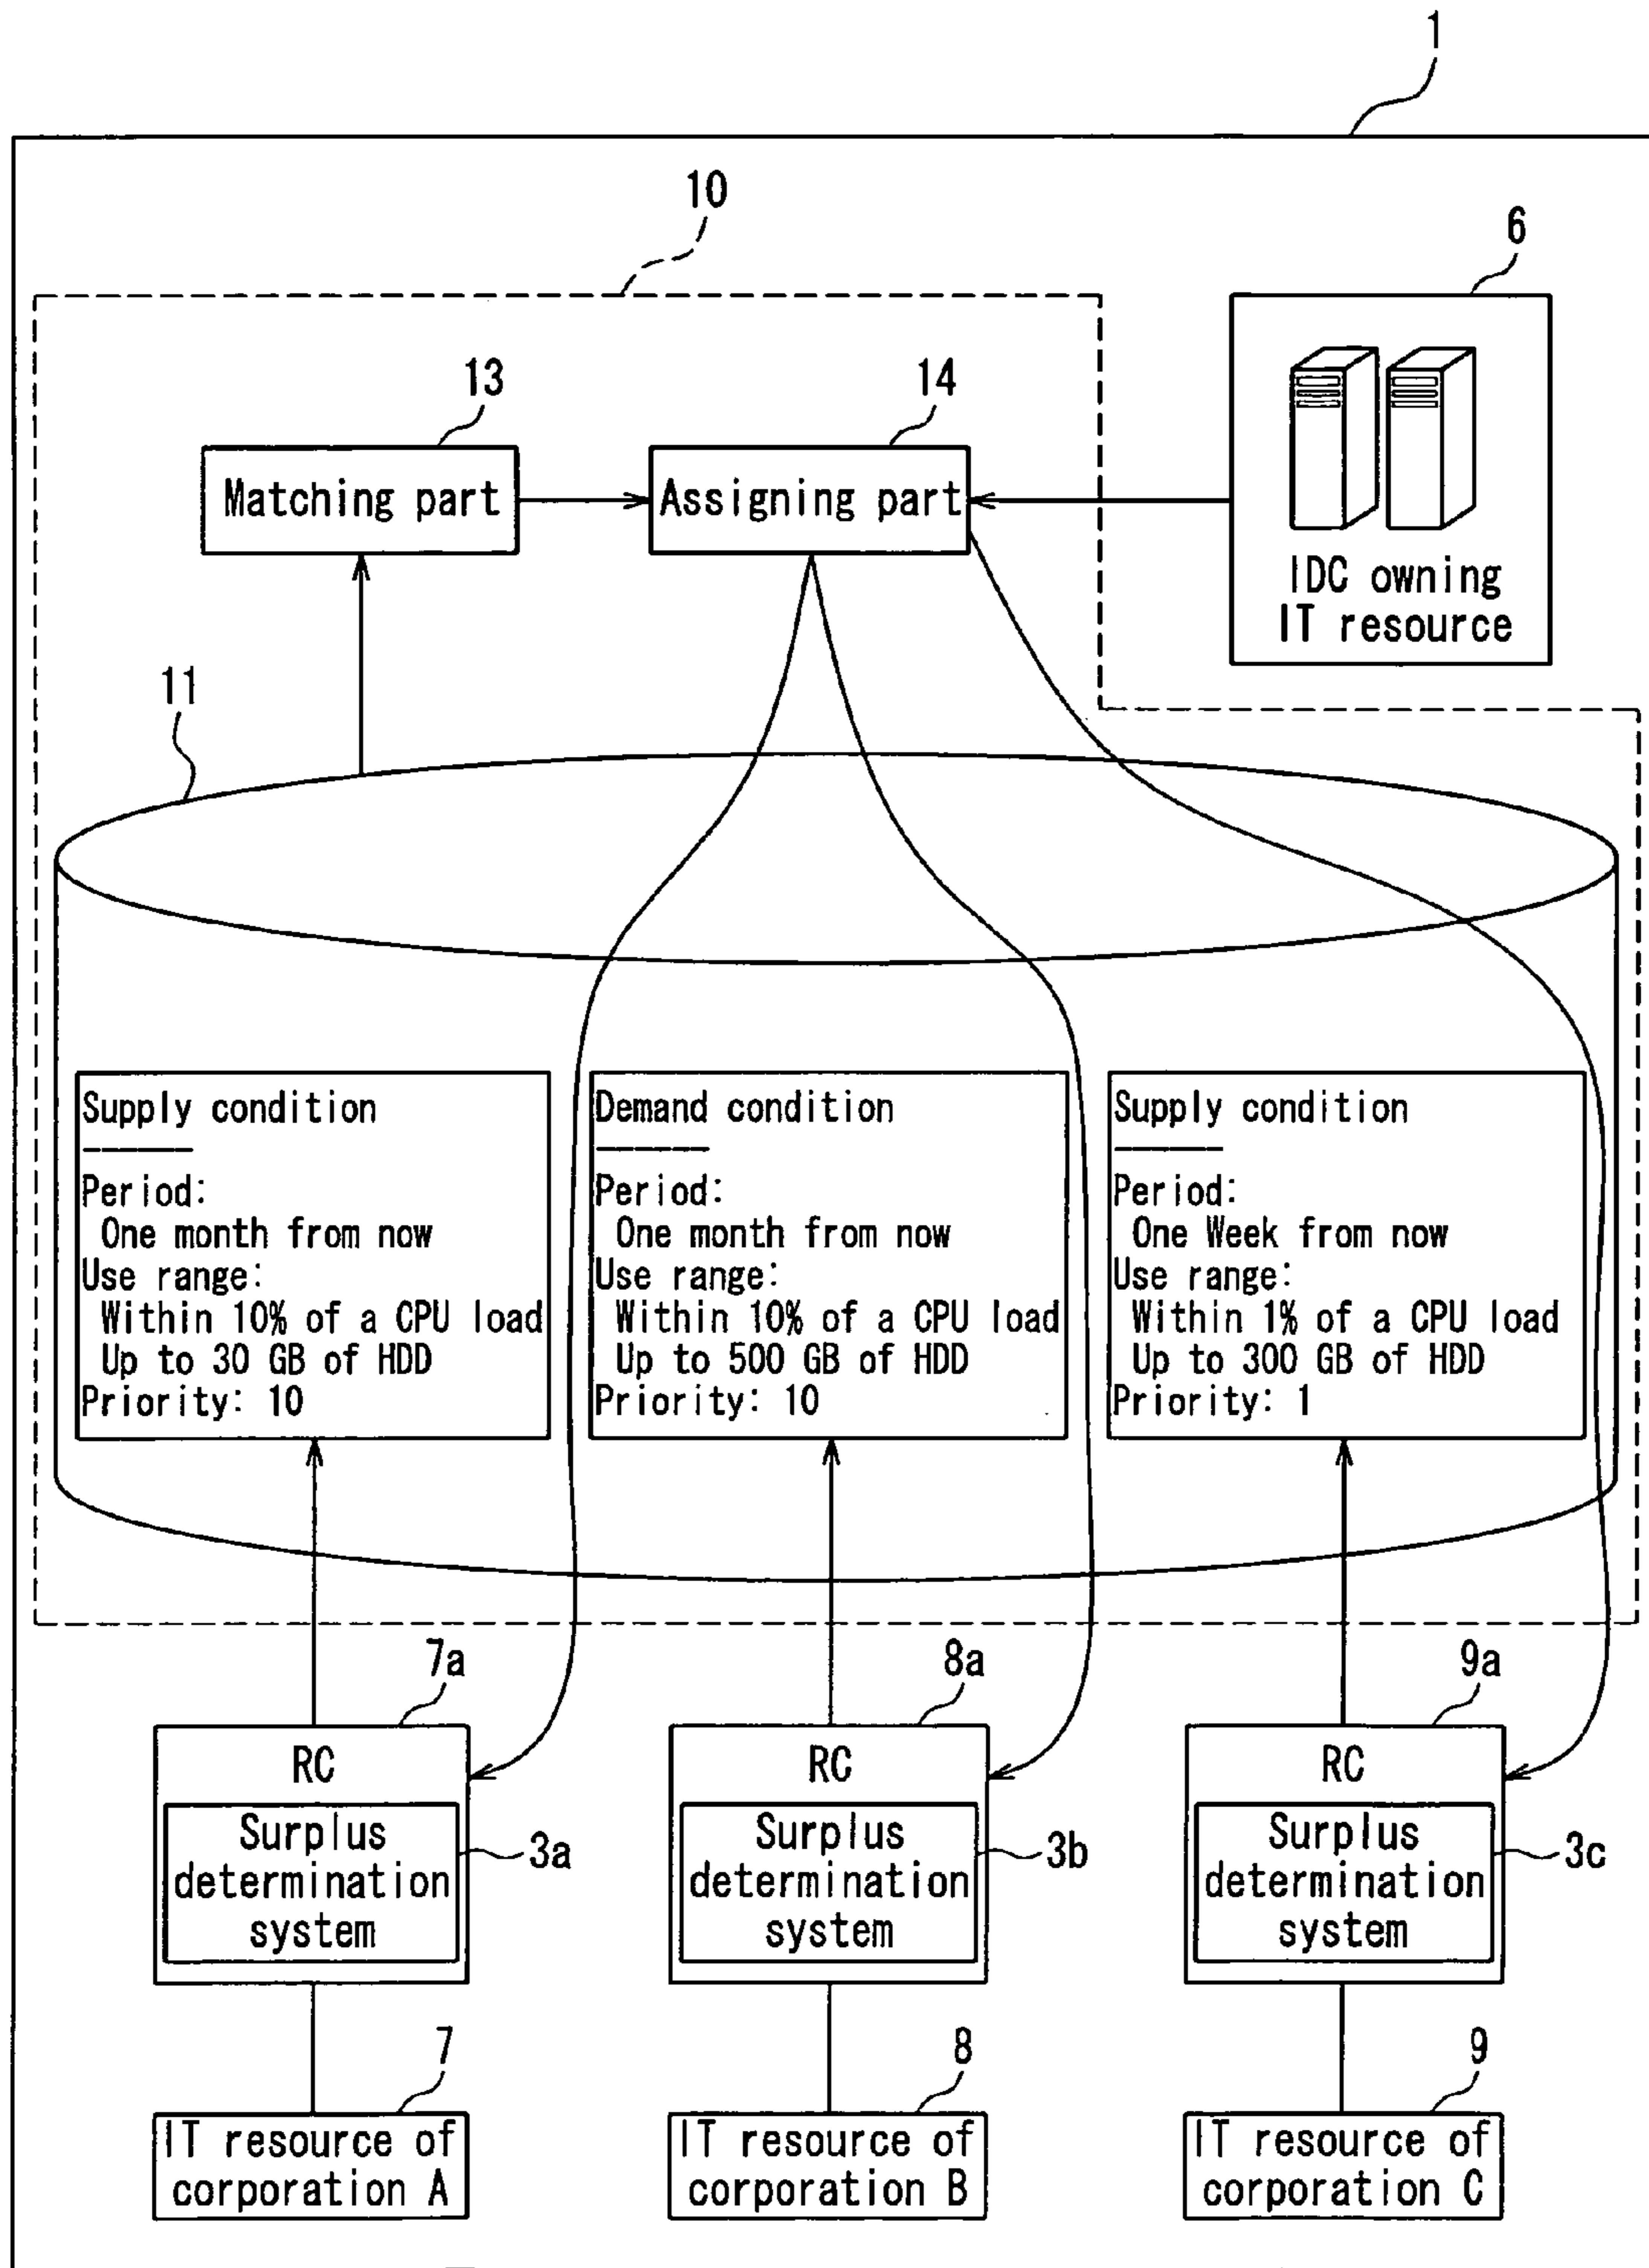 1
10
6
13
14
Matching part
Assigning part
IDC owning
IT resource
11
Supply condition
Period:
One month from now
Use range:
Within 10% of a CPU load
Up to 30 GB of HDD
Priority: 10
Demand condition
Period:
One month from now
Use range:
Within 10% of a CPU load
Up to 500 GB of HDD
Priority: 10
Supply condition
Period:
One Week from now
Use range:
Within 1% of a CPU load
Up to 300 GB of HDD
Priority: 1
7a
8a
9a
RC
Surplus
determination
system
3a
RC
Surplus
determination
system
3b
RC
Surplus
determination
system
3c
7
8
9
IT resource of
corporation A
IT resource of
corporation B
IT resource of
corporation C